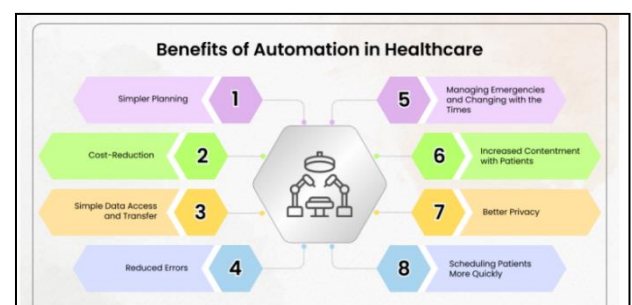 Benefits of Automation in Healthcare
Simpler Planning
1
Cost-Reduction
2
Simple Data Access
and Transfer
3
Reduced Errors
4
5
Managing Emergencies
and Changing with the
Times
6
Increased Contentment
with Patients
7
Better Privacy
8
Scheduling Patients
More Quickly